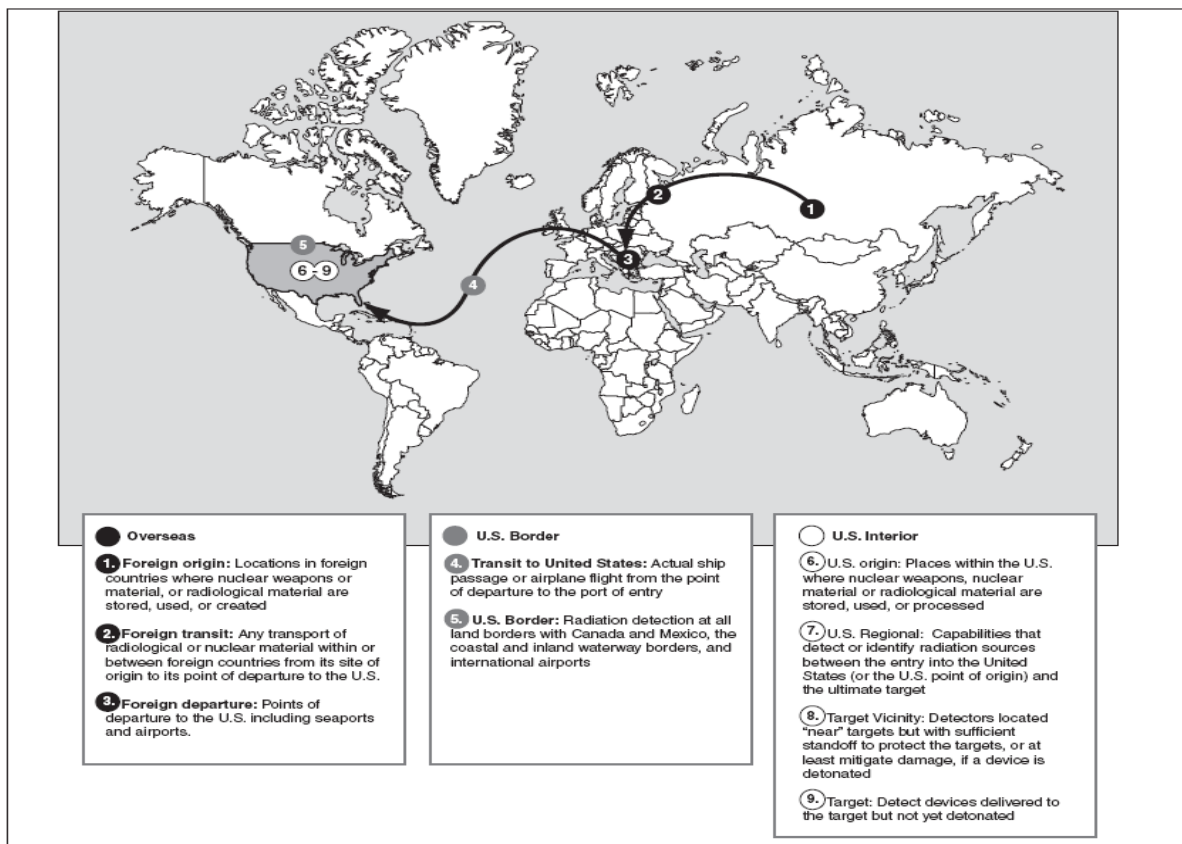 1
2
3
4
5
6 - 9
Overseas
1. Foreign origin: Locations in foreign
countries where nuclear weapons or
material, or radiological material are
stored, used, or created
2. Foreign transit: Any transport of
radiological or nuclear material within or
between foreign countries from its site of
origin to its point of departure to the U.S.
3. Foreign departure: Points of
departure to the U.S. including seaports
and airports.
U.S. Border
4. Transit to United States: Actual ship
passage or airplane flight from the point
of departure to the port of entry
5. U.S. Border: Radiation detection at all
land borders with Canada and Mexico, the
coastal and inland waterway borders, and
international airports
U.S. Interior
6. U.S. origin: Places within the U.S.
where nuclear weapons, nuclear
material or radiological material are
stored, used, or processed
7. U.S. Regional: Capabilities that
detect or identify radiation sources
between the entry into the United
States (or the U.S. point of origin) and
the ultimate target
8. Target Vicinity: Detectors located
"near" targets but with sufficient
standoff to protect the targets, or at
least mitigate damage, if a device is
detonated
9. Target: Detect devices delivered to
the target but not yet detonated